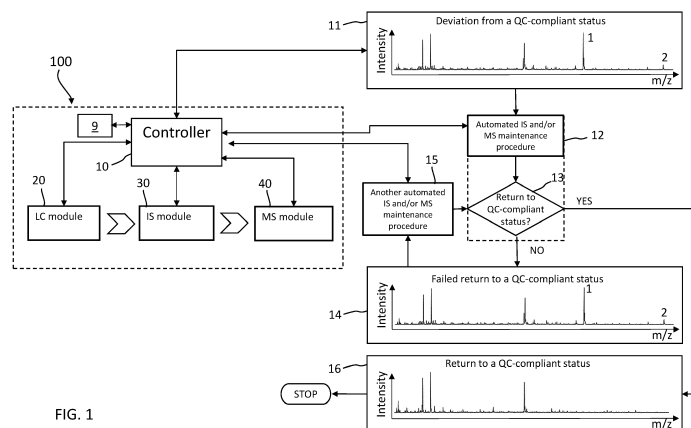 11
Deviation from a QC-compliant status
Intensity
1
2
m/z
100
9
Controller
10
20
LC module
30
IS module
40
MS module
Automated IS and/or
MS maintenance
procedure
12
15
Another automated
IS and/or MS
maintenance
procedure
13
Return to
QC-compliant
status?
YES
NO
14
Failed return to a QC-compliant status
Intensity
1
2
m/z
16
Return to a QC-compliant status
Intensity
m/z
STOP
FIG. 1